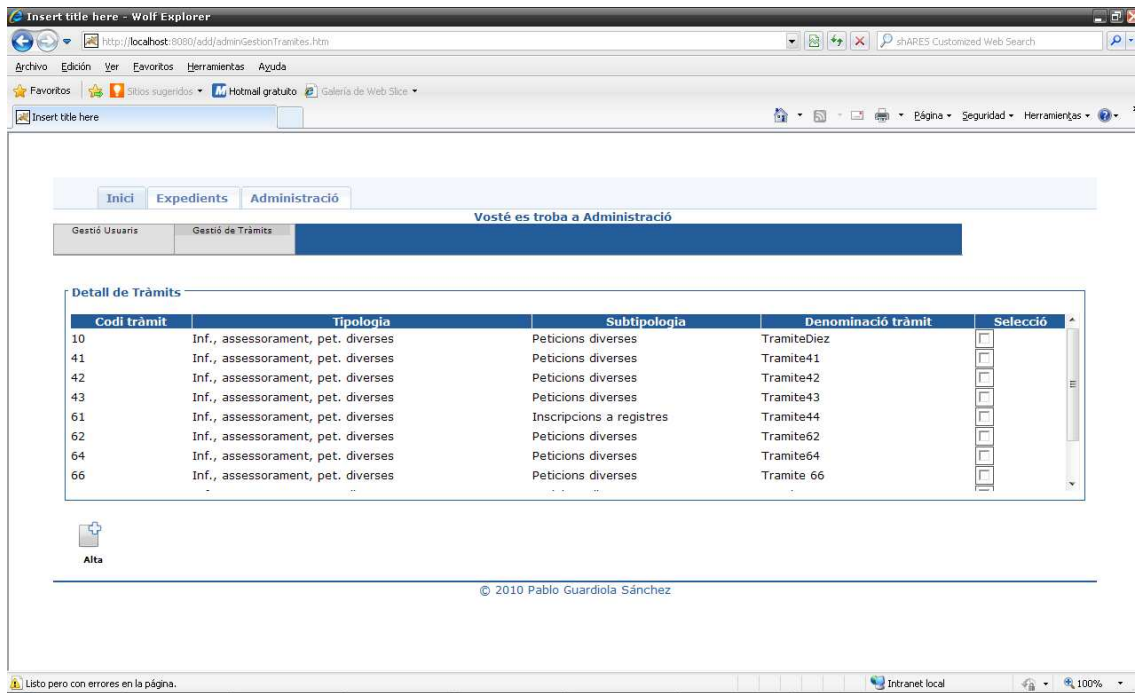 Insert title here - Wolf Explorer
http://localhost:8080/add/adminGestionTramites.htm shARES Customized Web Search
Archivo Edición Ver Favoritos Herramientas Ayuda
Favoritos Sitios sugeridos Hotmail gratuito Galería de Web Slice
Insert title here Página Seguridad Herramientas
Inici Expedients Administració
Vosté es troba a Administració
Gestió Usuaris Gestió de Tràmits
Detall de Tràmits
Codi tràmit Tipologia Subtipologia Denominació tràmit Selecció
10 Inf., assessorament, pet. diverses Peticions diverses TramiteDiez
41 Inf., assessorament, pet. diverses Peticions diverses Tramite41
42 Inf., assessorament, pet. diverses Peticions diverses Tramite42
43 Inf., assessorament, pet. diverses Peticions diverses Tramite43
61 Inf., assessorament, pet. diverses Inscripcions a registres Tramite44
62 Inf., assessorament, pet. diverses Peticions diverses Tramite62
64 Inf., assessorament, pet. diverses Peticions diverses Tramite64
66 Inf., assessorament, pet. diverses Peticions diverses Tramite 66
Alta
© 2010 Pablo Guardiola Sánchez
Listo pero con errores en la página. Intranet local 100%